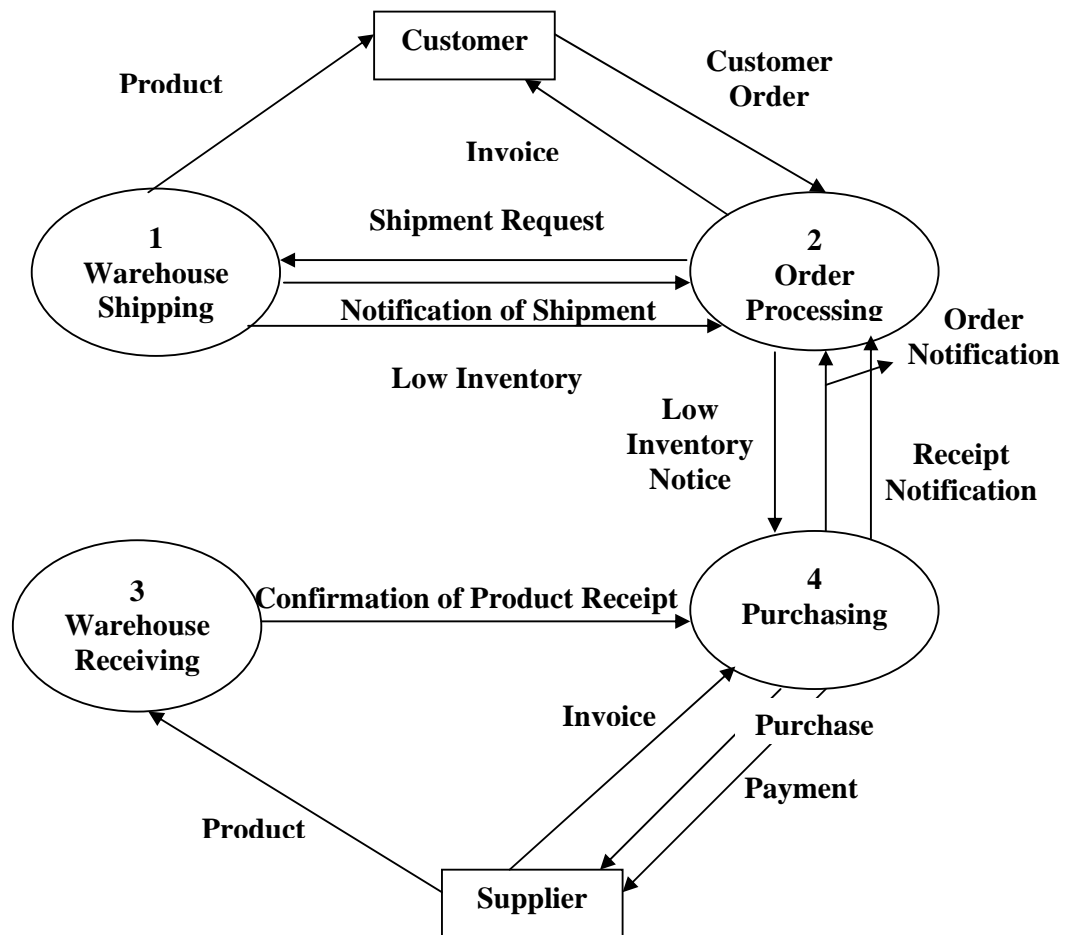 Customer
Customer
Order
Product
Invoice
Shipment Request
1
Warehouse
Shipping
2
Order
Processing
Notification of Shipment
Order
Notification
Low Inventory
Low
Inventory
Notice
Receipt
Notification
3
Warehouse
Receiving
Confirmation of Product Receipt
4
Purchasing
Invoice
Purchase
Payment
Product
Supplier